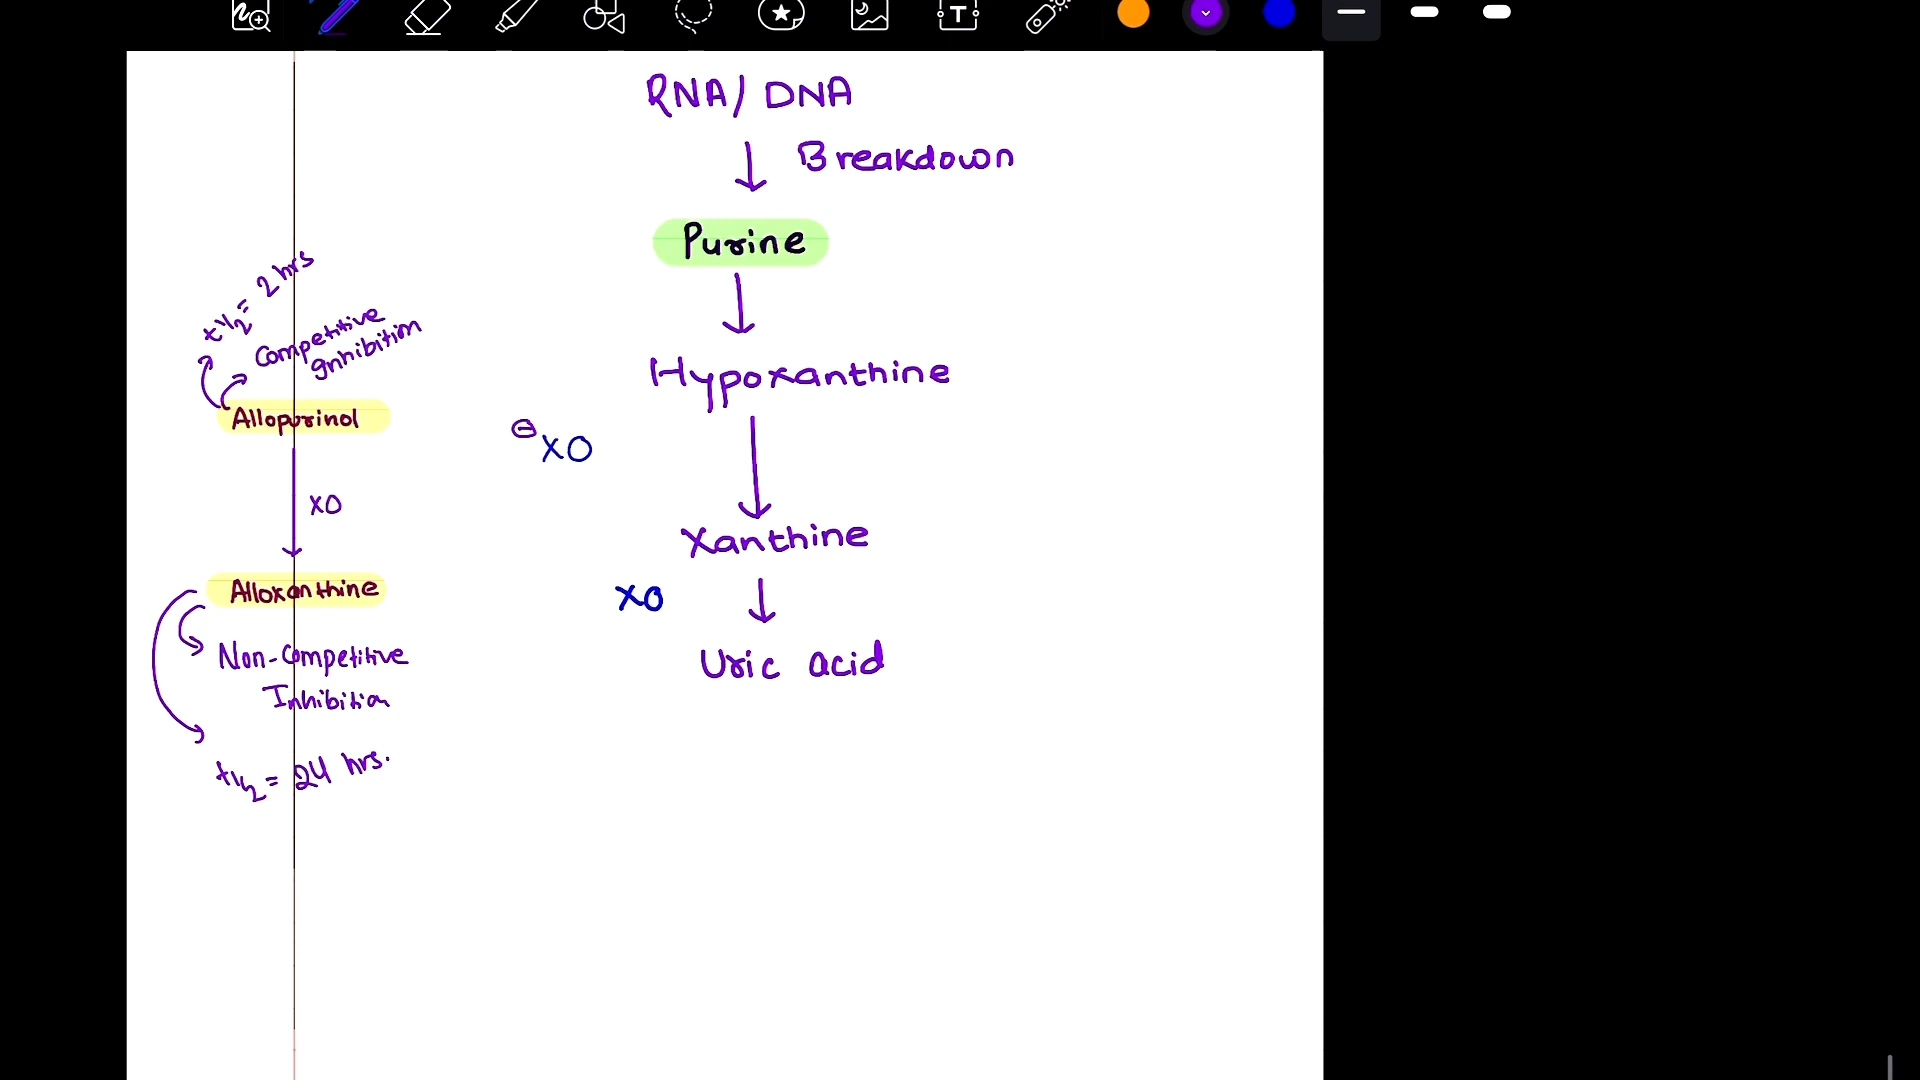 RNA/ DNA
Breakdown
Purine
Hypoxanthine
⊖XO
Xanthine
XO
Uric acid
t½ = 2 hrs
Competitive
Inhibition
Allopurinol
XO
Alloxanthine
Non-Competitive
Inhibition
t½ = 24 hrs.